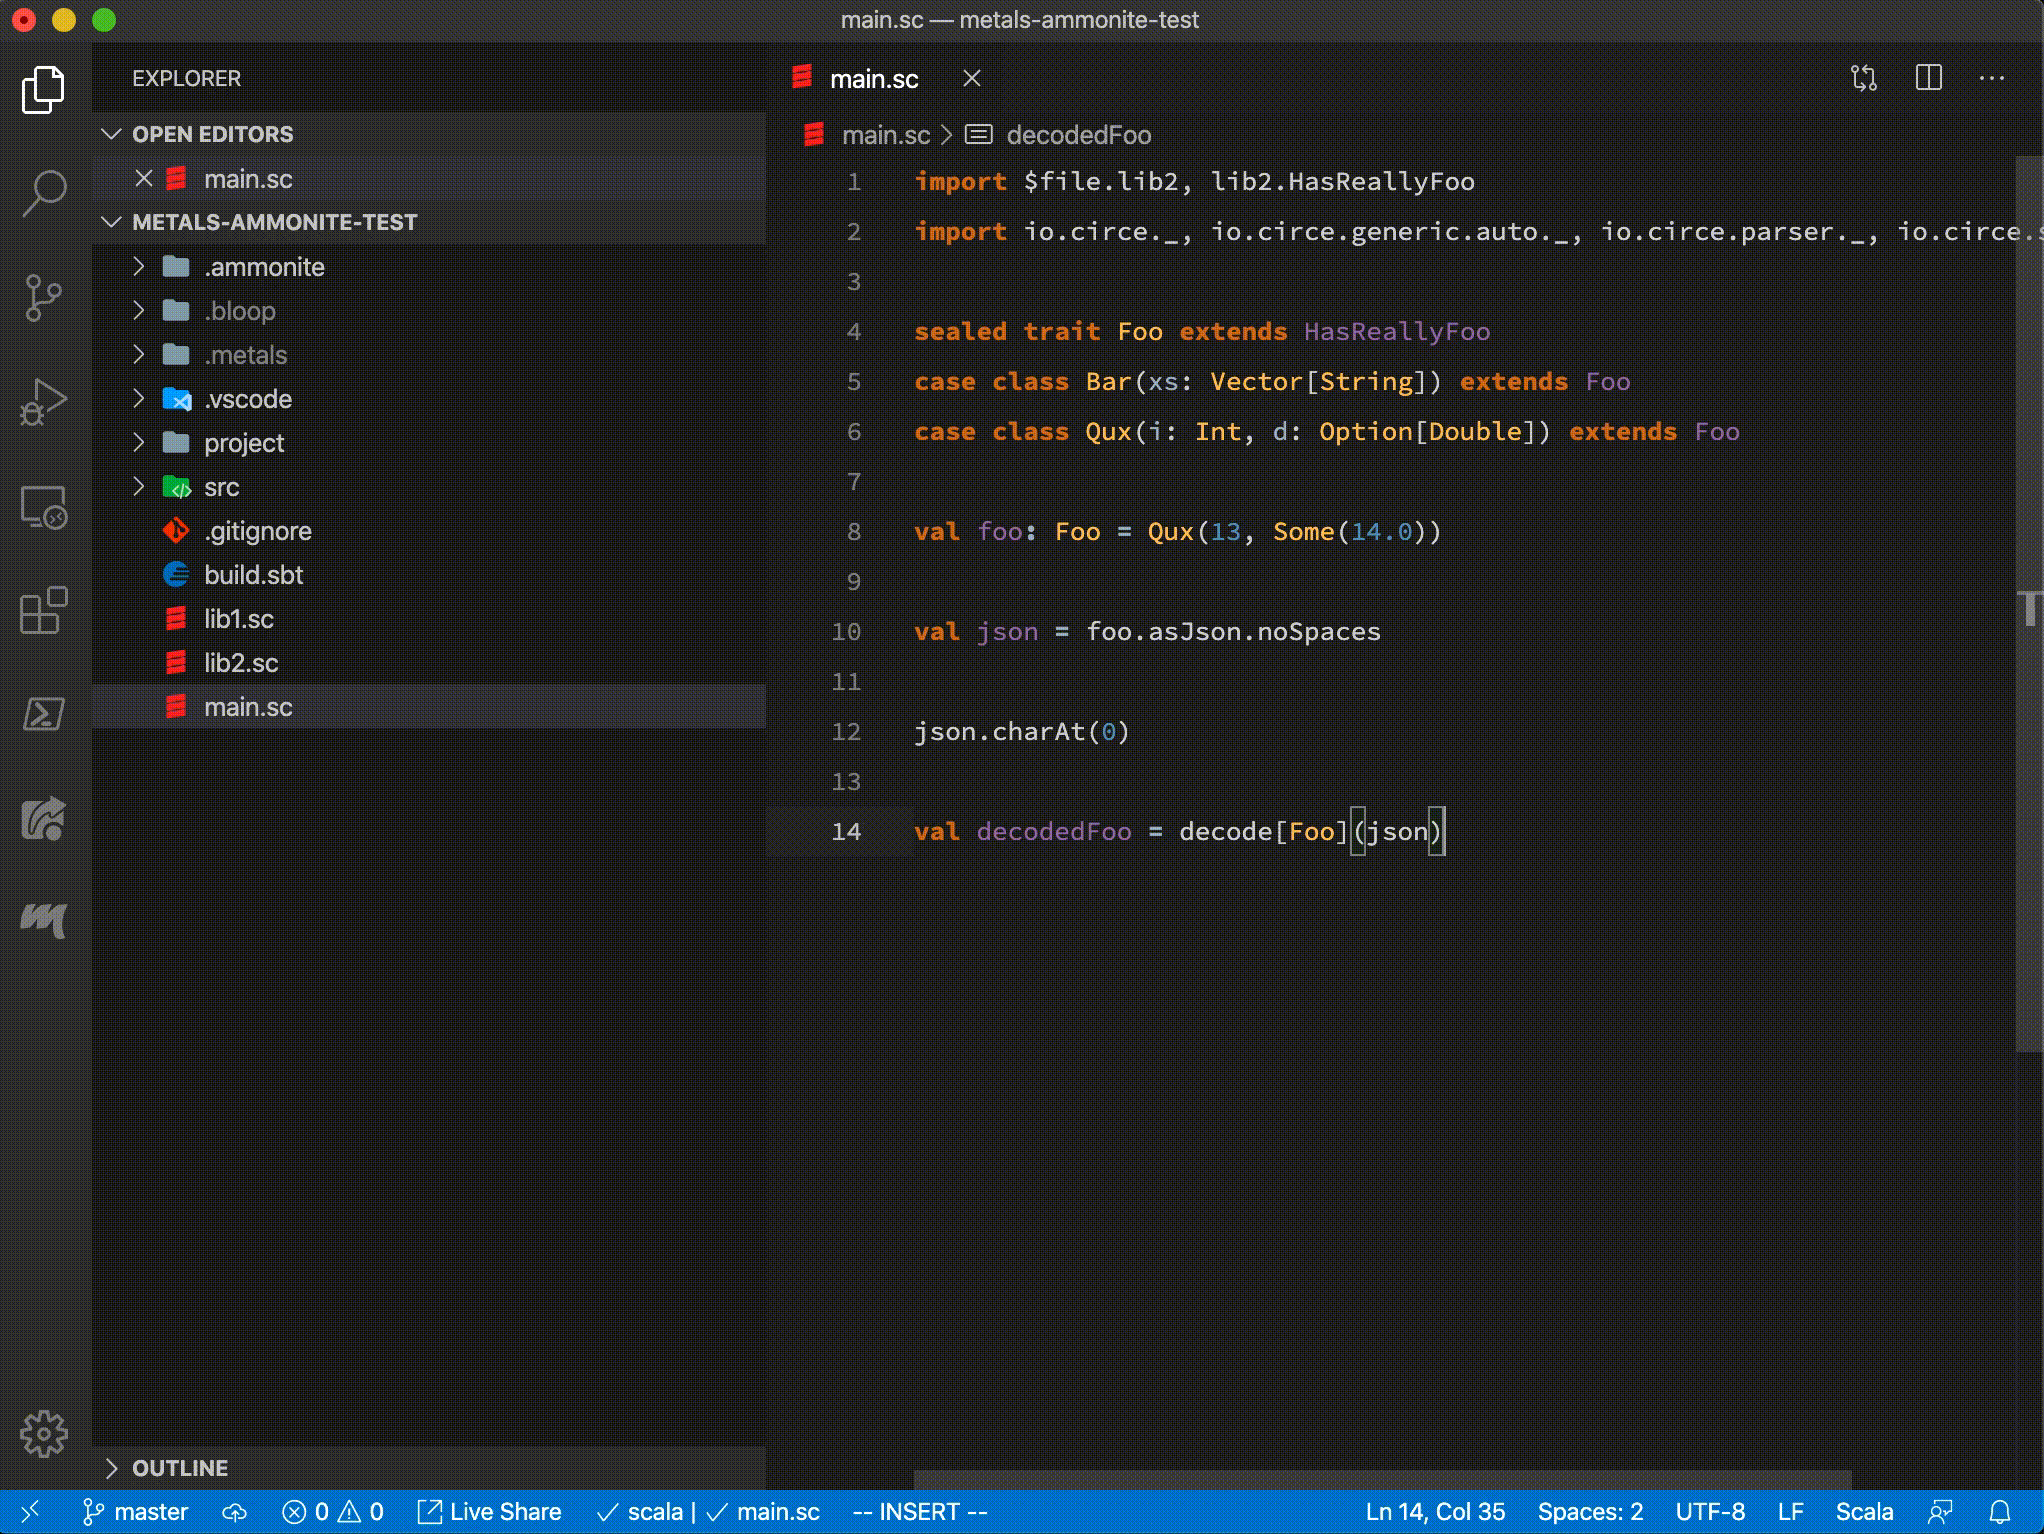 main.sc — metals-ammonite-test
EXPLORER
OPEN EDITORS
main.sc
METALS-AMMONITE-TEST
.ammonite
.bloop
.metals
.vscode
project
src
.gitignore
build.sbt
lib1.sc
lib2.sc
main.sc
OUTLINE
main.sc
main.sc > decodedFoo
1 import $file.lib2, lib2.HasReallyFoo
2 import io.circe._, io.circe.generic.auto._, io.circe.parser._, io.circe.s
3
4 sealed trait Foo extends HasReallyFoo
5 case class Bar(xs: Vector[String]) extends Foo
6 case class Qux(i: Int, d: Option[Double]) extends Foo
7
8 val foo: Foo = Qux(13, Some(14.0))
9
10 val json = foo.asJson.noSpaces
11
12 json.charAt(0)
13
14 val decodedFoo = decode[Foo](json)
master 0 0 Live Share scala | main.sc -- INSERT -- Ln 14, Col 35 Spaces: 2 UTF-8 LF Scala